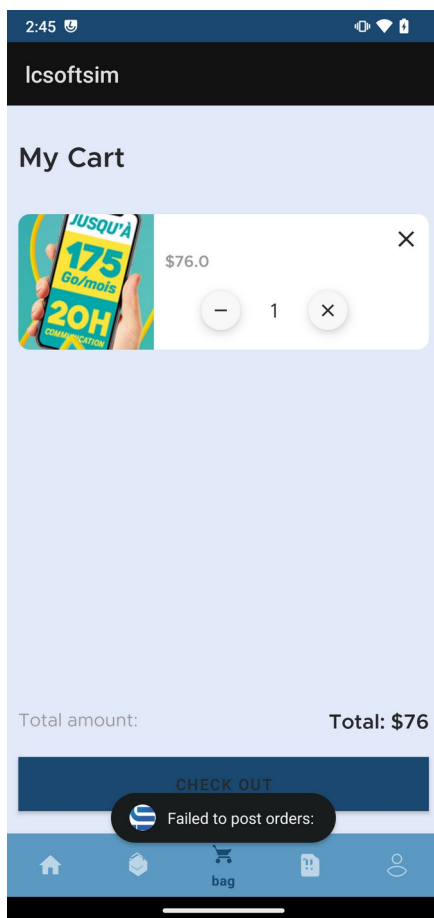 2:45
lcsoftsim
My Cart
JUSQU'À
175
Go/mois
20H
COMMUNICATION
$76.0
1
Total amount:
Total: $76
CHECK OUT
Failed to post orders:
bag